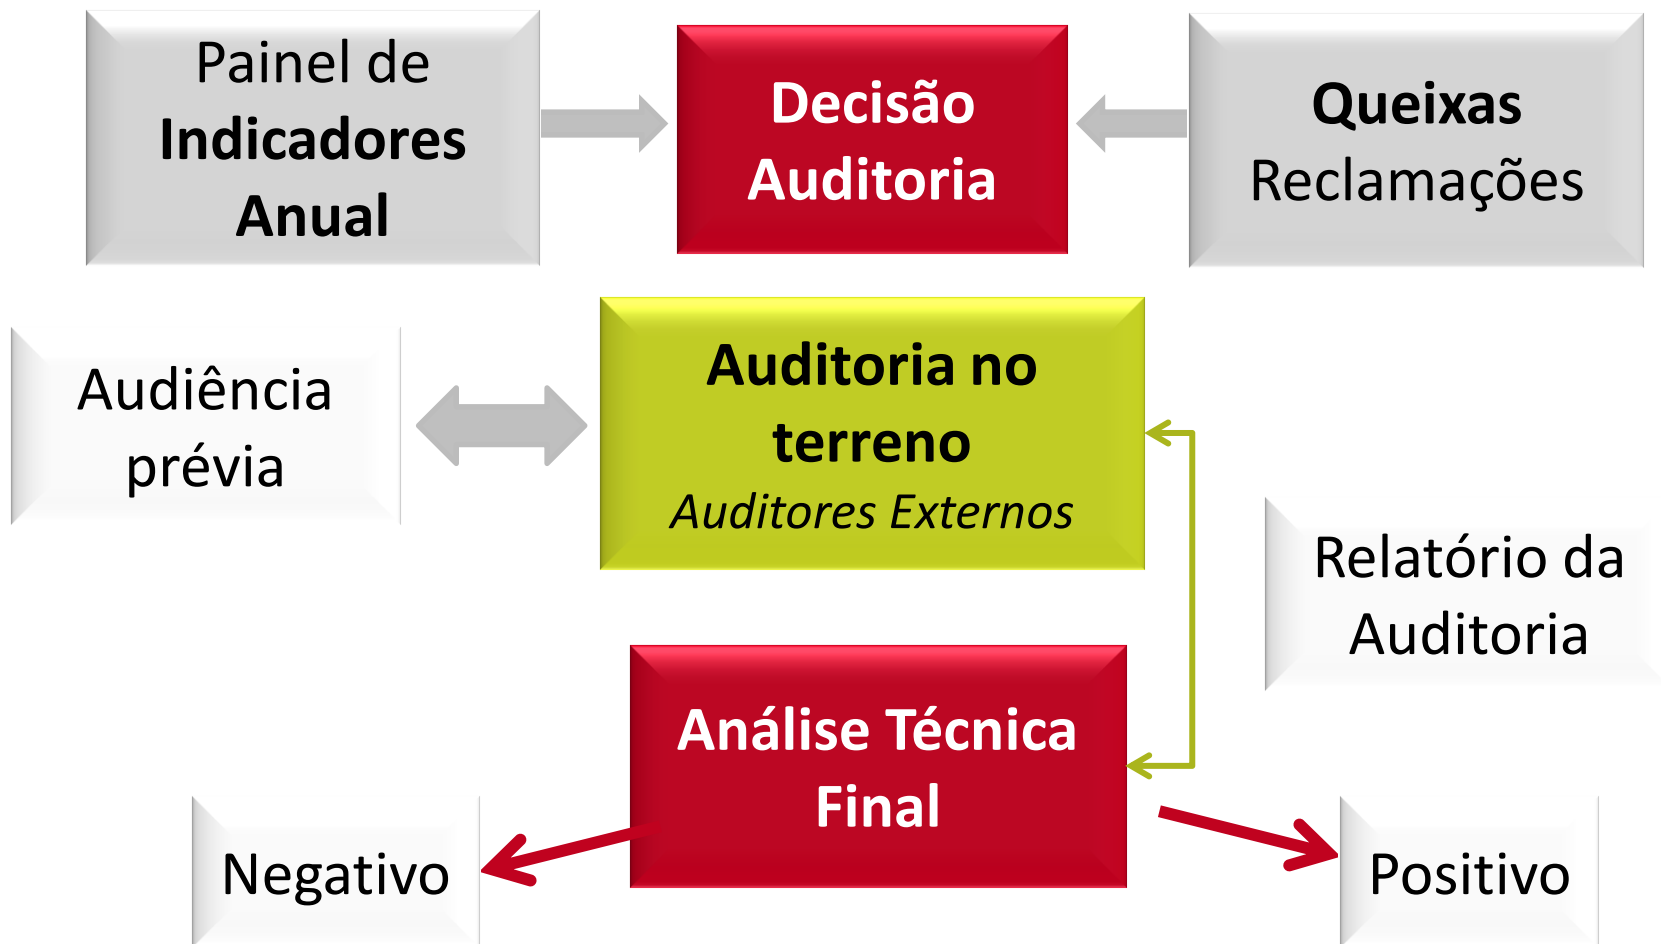 Painel de
Indicadores
Anual
Decisão
Auditoria
Queixas
Reclamações
Audiência
prévia
Auditoria no
terreno
Auditores Externos
Relatório da
Auditoria
Análise Técnica
Final
Negativo
Positivo